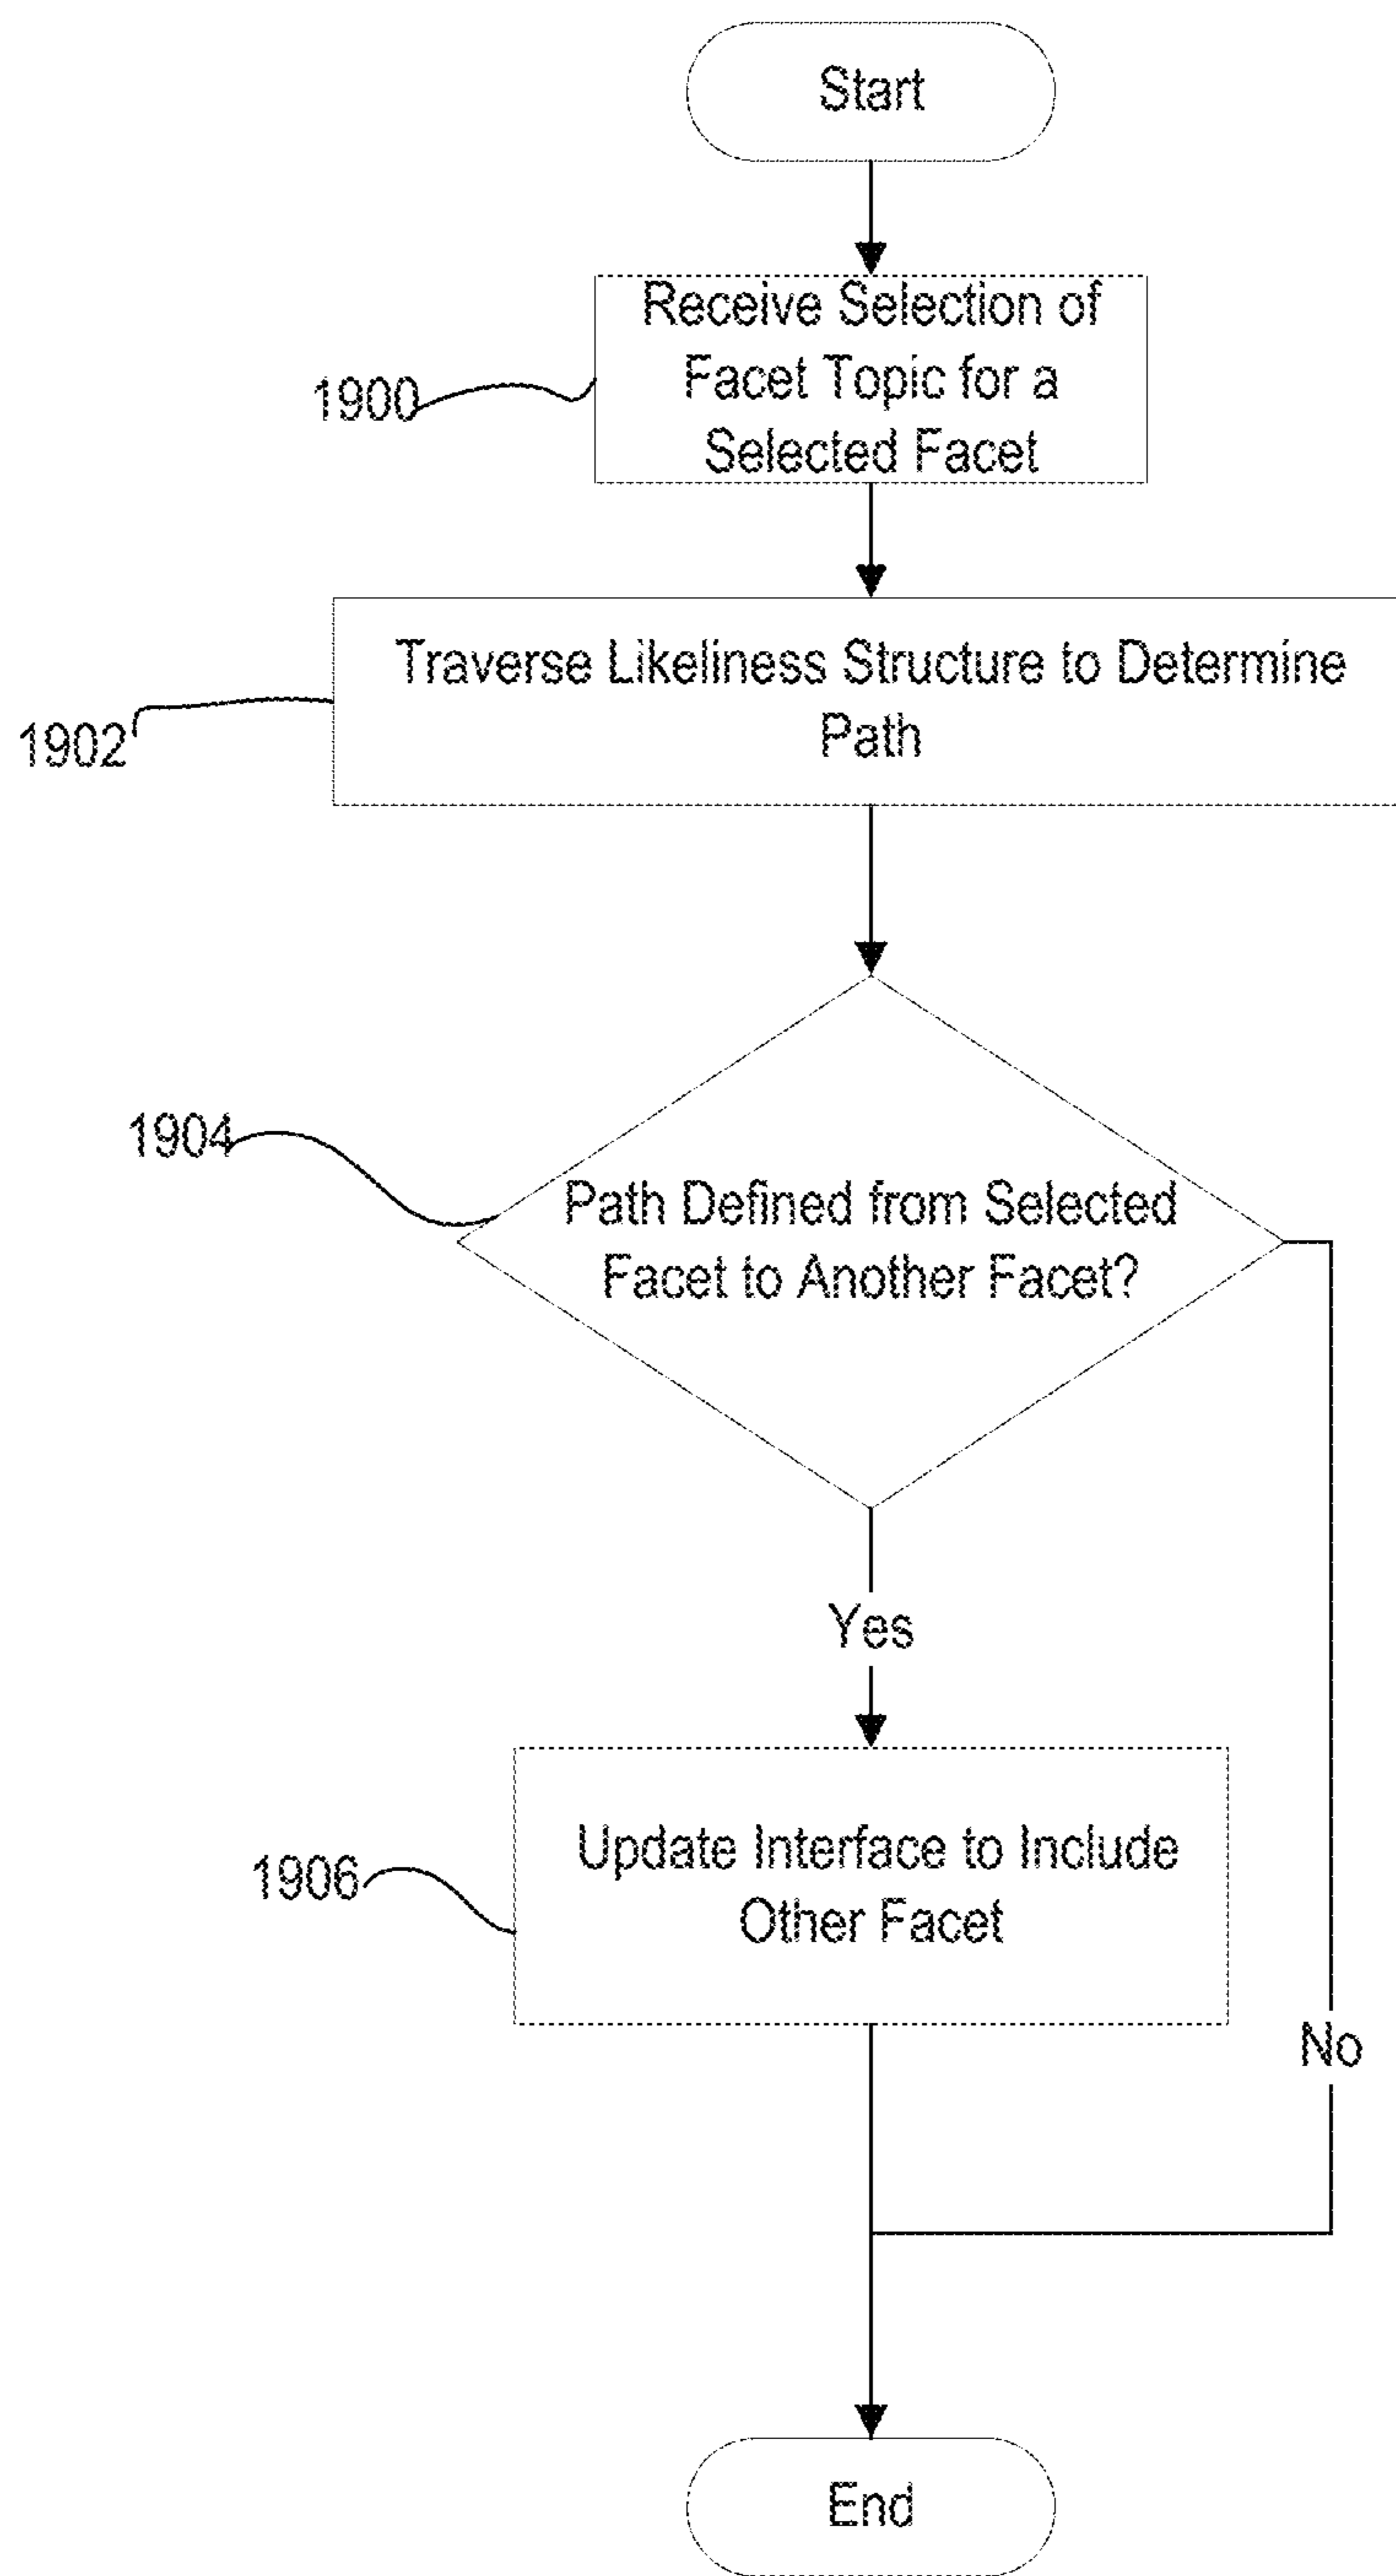 Start
Receive Selection of
Facet Topic for a
Selected Facet
1900
Traverse Likeliness Structure to Determine
Path
1902
1904
Path Defined from Selected
Facet to Another Facet?
Yes
Update Interface to Include
Other Facet
1906
No
End